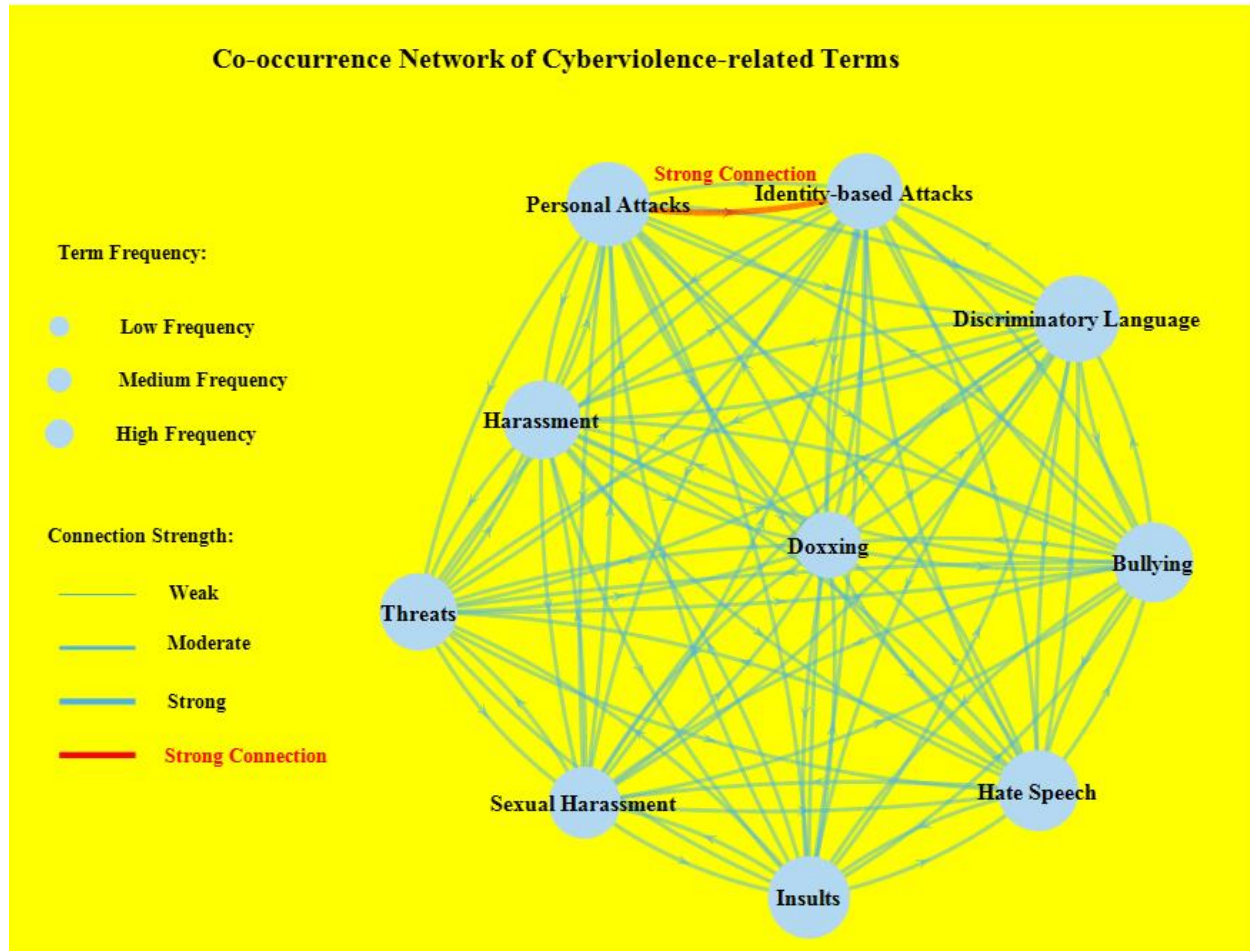 Co-occurrence Network of Cyberviolence-related Terms
Strong Connection
Personal Attacks
Identity-based Attacks
Term Frequency:
Low Frequency
Medium Frequency
High Frequency
Discriminatory Language
Harassment
Connection Strength:
Weak
Moderate
Strong
Strong Connection
Doxxing
Bullying
Threats
Sexual Harassment
Hate Speech
Insults